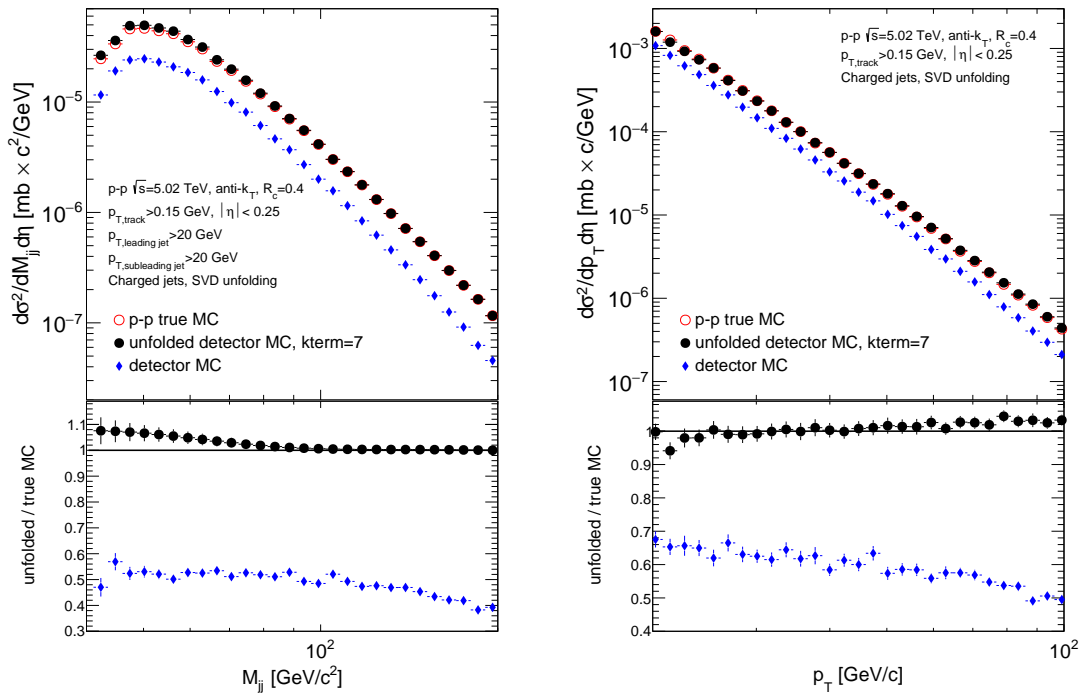 dσ²/dM_jj dη [mb × c²/GeV]
10⁻⁵
10⁻⁶
10⁻⁷
p-p √s=5.02 TeV, anti-k_T, R_c=0.4
p_T,track>0.15 GeV, |η|<0.25
p_T,leading jet>20 GeV
p_T,subleading jet>20 GeV
Charged jets, SVD unfolding
p-p true MC
unfolded detector MC, kterm=7
detector MC
unfolded / true MC
1.1
1
0.9
0.8
0.7
0.6
0.5
0.4
0.3
10²
M_jj [GeV/c²]
dσ²/dp_T dη [mb × c/GeV]
10⁻³
10⁻⁴
10⁻⁵
10⁻⁶
10⁻⁷
p-p √s=5.02 TeV, anti-k_T, R_c=0.4
p_T,track>0.15 GeV, |η|<0.25
Charged jets, SVD unfolding
p-p true MC
unfolded detector MC, kterm=7
detector MC
unfolded / true MC
1
0.9
0.8
0.7
0.6
0.5
0.4
10²
p_T [GeV/c]